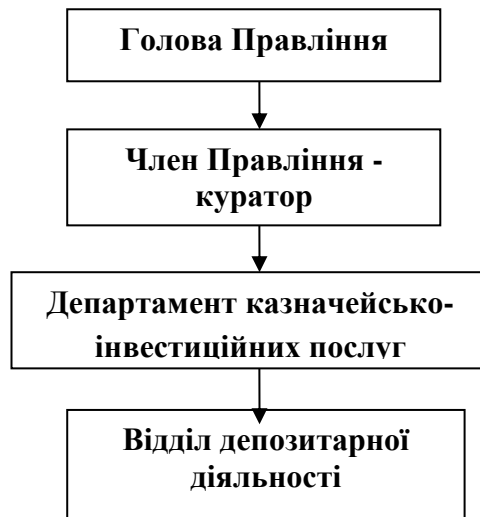 Голова Правління
Член Правління -
куратор
Департамент казначейсько-
інвестиційних послуг
Відділ депозитарної
діяльності